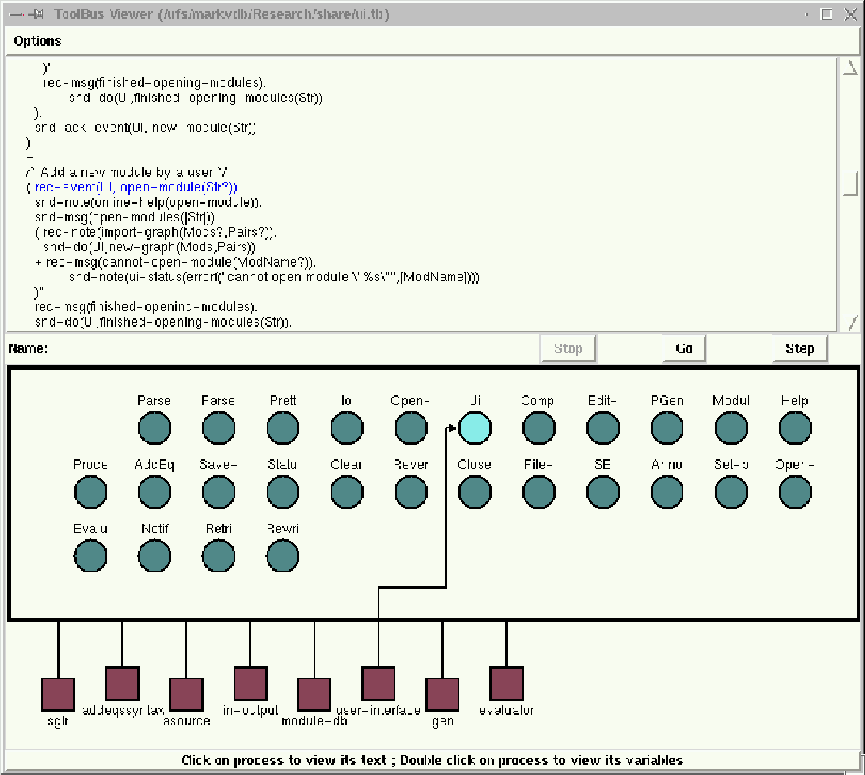 ToolBus Viewer (/ufs/markvdb/Research/share/ui.tb)
Options
)*
rec-msg(finished-opening-modules).
snd-do(UI,finished-opening-modules(Str))
).
snd-ack-event(UI, new-module(Str))
)
+
/* Add a new module by a user */
( rec-event(UI, open-module(Str?))
snd-note(online-help(open-module)).
snd-msg(open-modules([Str]))
( rec-note(import-graph(Mods?,Pairs?)).
snd-do(UI,new-graph(Mods,Pairs))
+ rec-msg(cannot-open-module(ModName?)).
snd-note(ui-status(errorf("cannot open module \"%s\"",[ModName])))
)*
rec-msg(finished-opening-modules).
snd-do(UI,finished-opening-modules(Str)).
Name: Stop Go Step
Parse Parse Prett Io Open- Ui Comp Edit- PGen Modul Help
Proce AddEq Save- Statu Clear Rever Close File- SE Anno Set-b Open-
Evalu Notif Retri Rewri
sglr addeqssyntax asource in-output module-db user-interface gen evaluator
Click on process to view its text ; Double click on process to view its variables